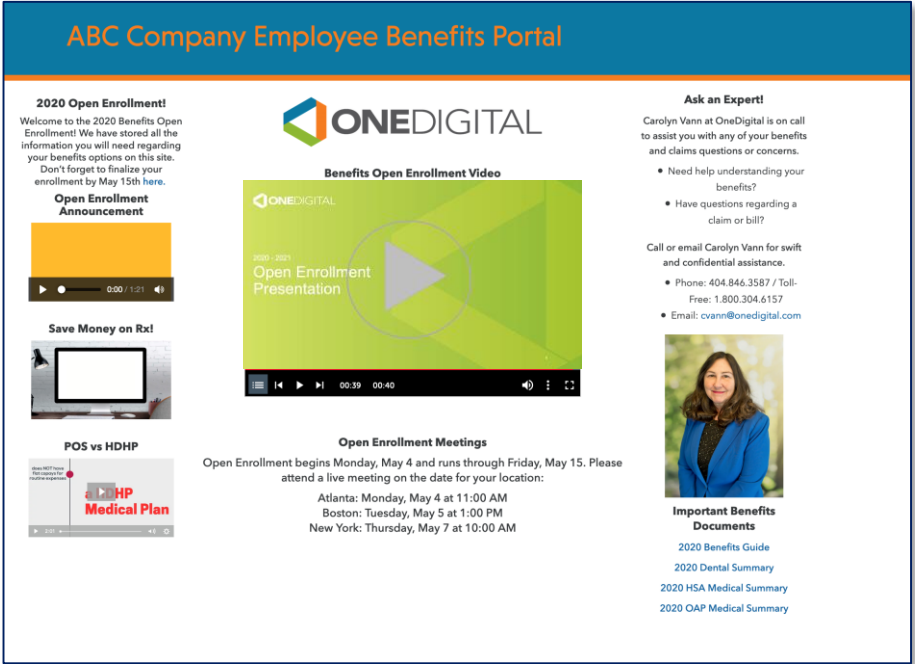 ABC Company Employee Benefits Portal
2020 Open Enrollment!
Welcome to the 2020 Benefits Open
Enrollment! We have stored all the
information you will need regarding
your benefits options on this site.
Don't forget to finalize your
enrollment by May 15th here.
Open Enrollment
Announcement
0:00 / 1:21
Save Money on Rx!
POS vs HDHP
does NOT have
flat copays for
routine expenses
a HDHP
Medical Plan
2:01
ONEDIGITAL
Benefits Open Enrollment Video
ONEDIGITAL
2020 - 2021
Open Enrollment
Presentation
00:39 00:40
Open Enrollment Meetings
Open Enrollment begins Monday, May 4 and runs through Friday, May 15. Please
attend a live meeting on the date for your location:
Atlanta: Monday, May 4 at 11:00 AM
Boston: Tuesday, May 5 at 1:00 PM
New York: Thursday, May 7 at 10:00 AM
Ask an Expert!
Carolyn Vann at OneDigital is on call
to assist you with any of your benefits
and claims questions or concerns.
• Need help understanding your
benefits?
• Have questions regarding a
claim or bill?
Call or email Carolyn Vann for swift
and confidential assistance.
• Phone: 404.846.3587 / Toll-
Free: 1.800.304.6157
• Email: cvann@onedigital.com
Important Benefits
Documents
2020 Benefits Guide
2020 Dental Summary
2020 HSA Medical Summary
2020 OAP Medical Summary